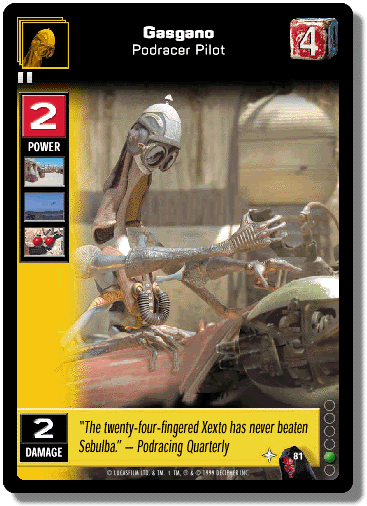 Gasgano
Podracer Pilot
4
2
POWER
2
DAMAGE
"The twenty-four-fingered Xexto has never beaten
Sebulba." – Podracing Quarterly
81
© LUCASFILM LTD. & T M, ® & © 1999 DECIPHER INC